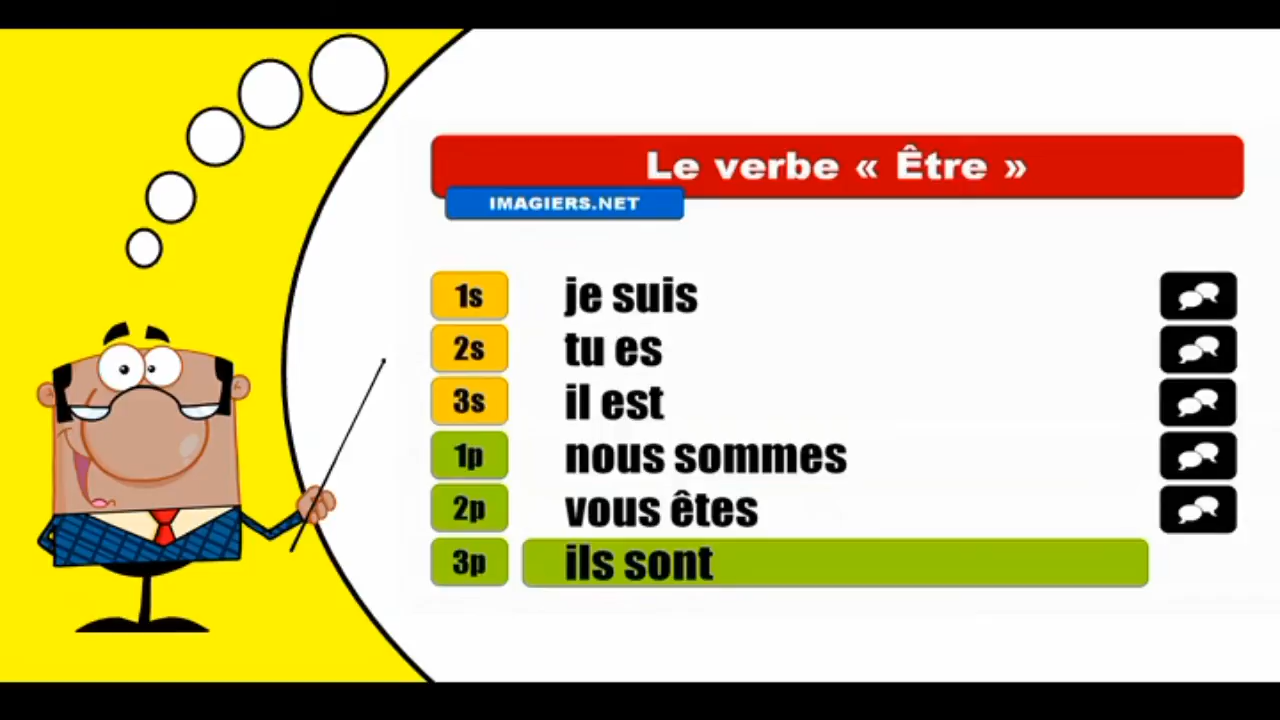 Le verbe « Être »
IMAGIERS.NET
1s je suis
2s tu es
3s il est
1p nous sommes
2p vous êtes
3p ils sont